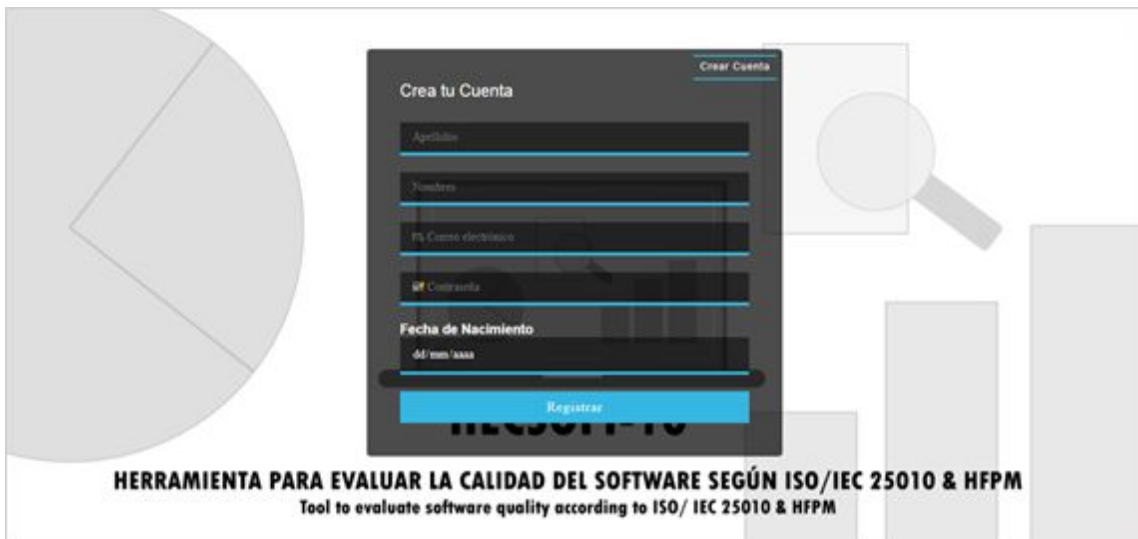 Crear Cuenta
Crea tu Cuenta
Apellidos
Nombres
Correo electrónico
Contraseña
Fecha de Nacimiento
dd/mm/aaaa
Registrar
HERRAMIENTA PARA EVALUAR LA CALIDAD DEL SOFTWARE SEGÚN ISO/IEC 25010 & HFPM
Tool to evaluate software quality according to ISO/ IEC 25010 & HFPM